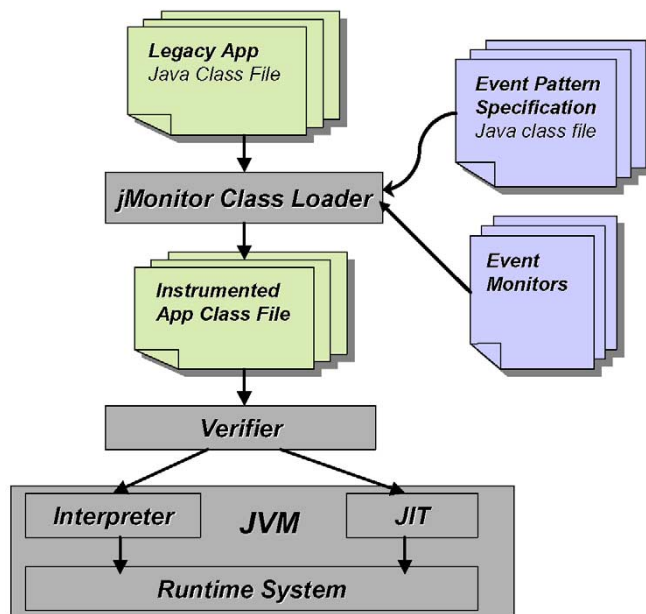 Legacy App
Java Class File
Event Pattern
Specification
Java class file
jMonitor Class Loader
Instrumented
App Class File
Event
Monitors
Verifier
Interpreter
JVM
JIT
Runtime System